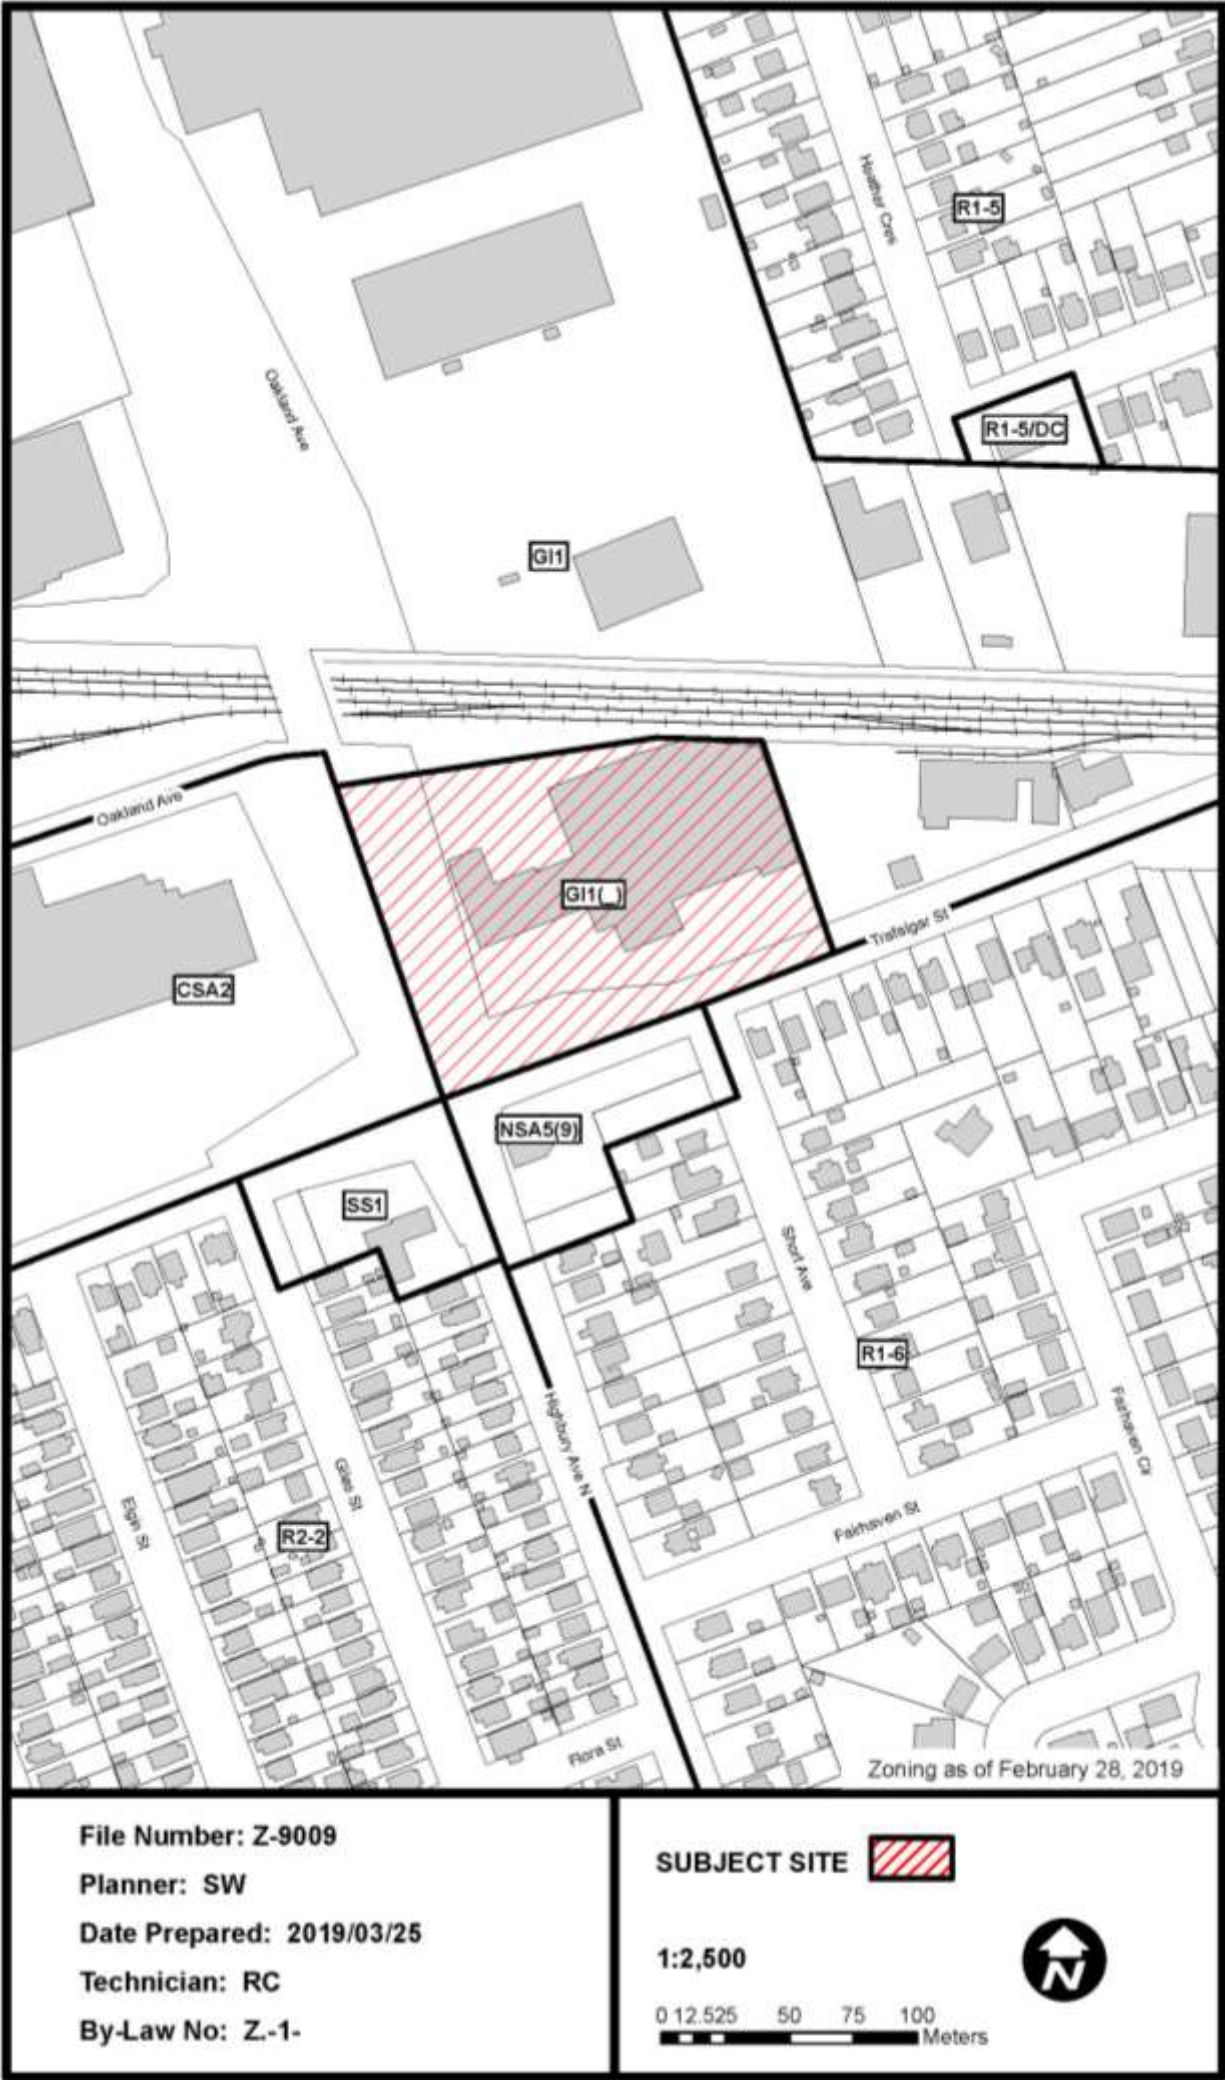 Heather Cres
R1-5
Oakland Ave
R1-5/DC
GI1
Oakland Ave
GI1(_)
Trafalgar St
CSA2
NSA5(9)
SS1
Short Ave
R1-6
Highbury Ave N
Fairhaven Cir
Giles St
Elgin St
Fairhaven St
R2-2
Flora St
Zoning as of February 28, 2019
File Number: Z-9009
Planner: SW
Date Prepared: 2019/03/25
Technician: RC
By-Law No: Z.-1-
SUBJECT SITE
1:2,500
N
0 12.525 50 75 100
Meters